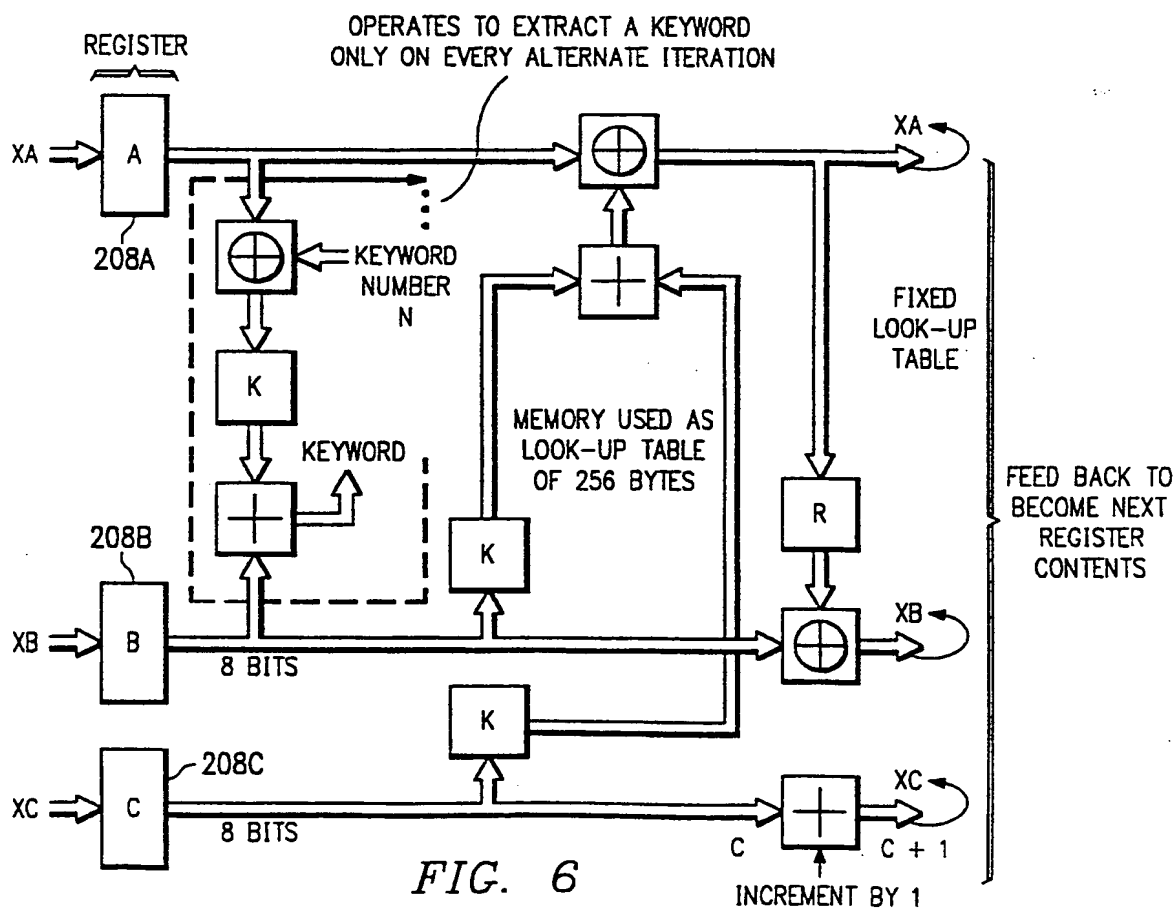 OPERATES TO EXTRACT A KEYWORD
ONLY ON EVERY ALTERNATE ITERATION
REGISTER
XA
A
XA
208A
KEYWORD
NUMBER
N
FIXED
LOOK-UP
TABLE
K
MEMORY USED AS
LOOK-UP TABLE
OF 256 BYTES
KEYWORD
R
FEED BACK TO
BECOME NEXT
REGISTER
CONTENTS
208B
K
XB
B
8 BITS
XB
K
208C
XC
C
8 BITS
C
XC
C + 1
INCREMENT BY 1
FIG. 6